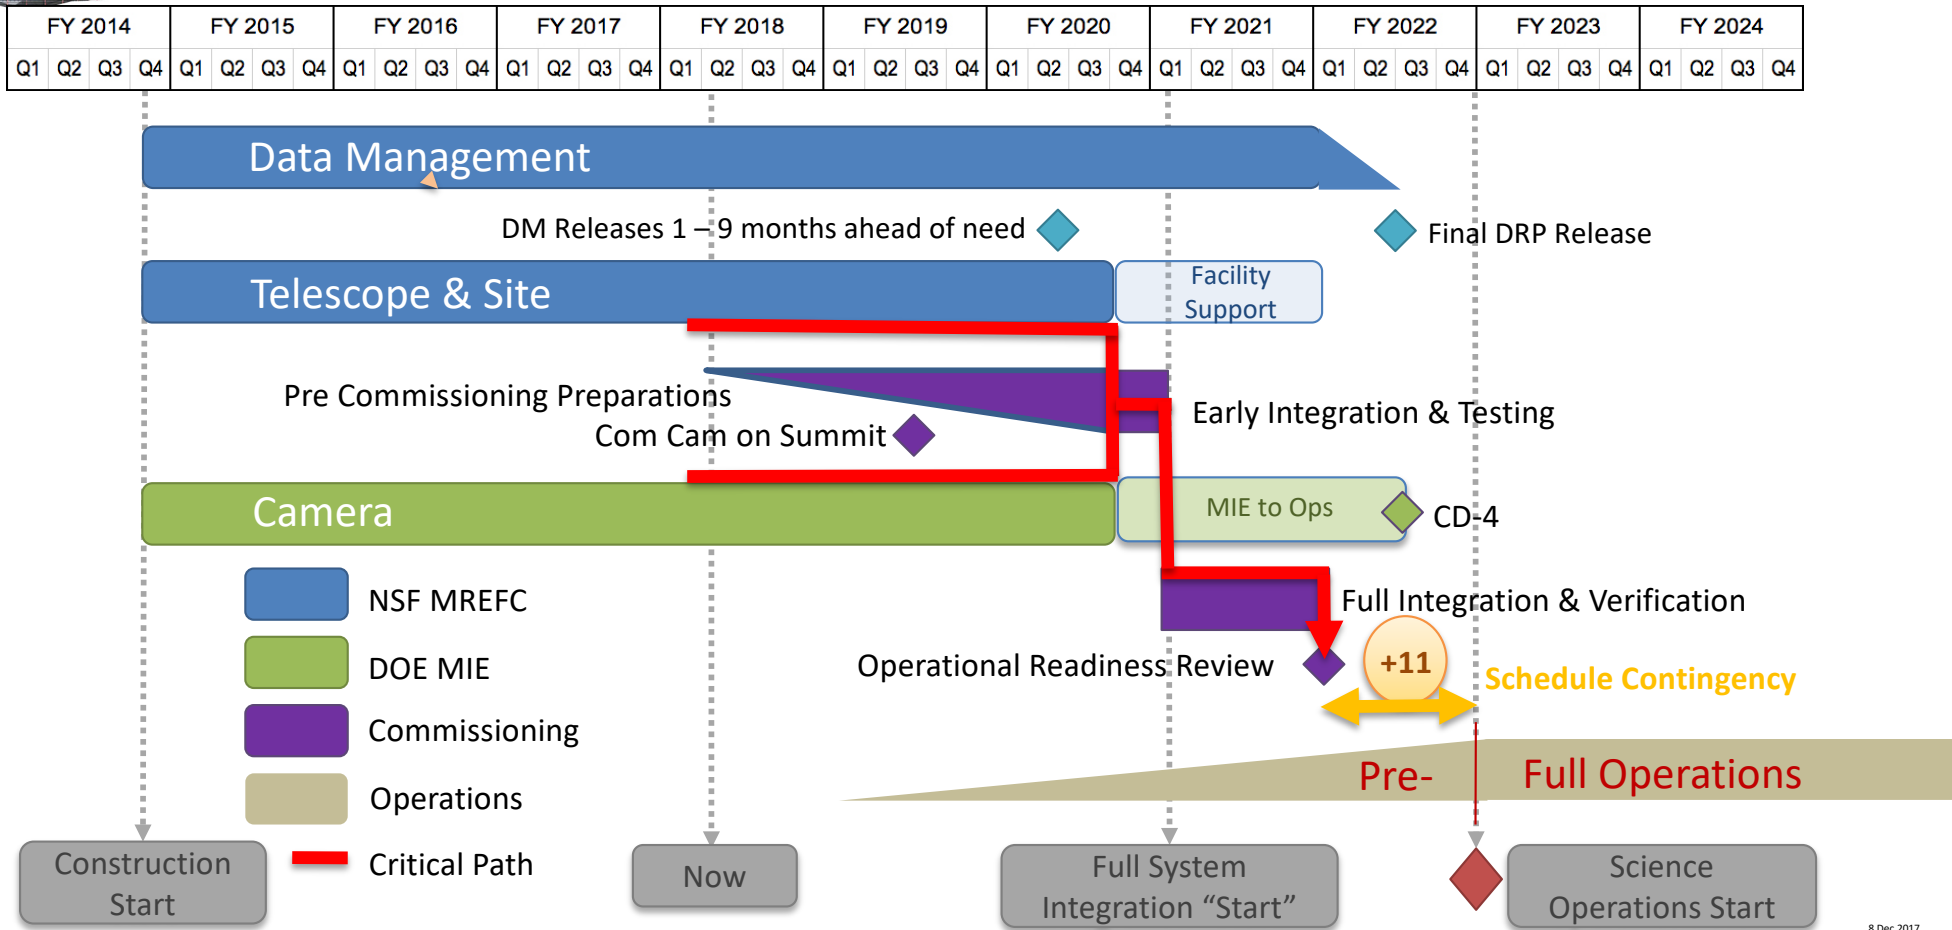 FY 2014 FY 2015 FY 2016 FY 2017 FY 2018 FY 2019 FY 2020 FY 2021 FY 2022 FY 2023 FY 2024
Q1 Q2 Q3 Q4 Q1 Q2 Q3 Q4 Q1 Q2 Q3 Q4 Q1 Q2 Q3 Q4 Q1 Q2 Q3 Q4 Q1 Q2 Q3 Q4 Q1 Q2 Q3 Q4 Q1 Q2 Q3 Q4 Q1 Q2 Q3 Q4 Q1 Q2 Q3 Q4 Q1 Q2 Q3 Q4
Data Management
DM Releases 1 – 9 months ahead of need
Final DRP Release
Telescope & Site
Facility
Support
Pre Commissioning Preparations
Early Integration & Testing
Com Cam on Summit
Camera
MIE to Ops
CD-4
NSF MREFC
Full Integration & Verification
DOE MIE
Operational Readiness Review
+11
Schedule Contingency
Commissioning
Operations
Pre-
Full Operations
Critical Path
Construction
Start
Now
Full System
Integration “Start”
Science
Operations Start
8 Dec 2017